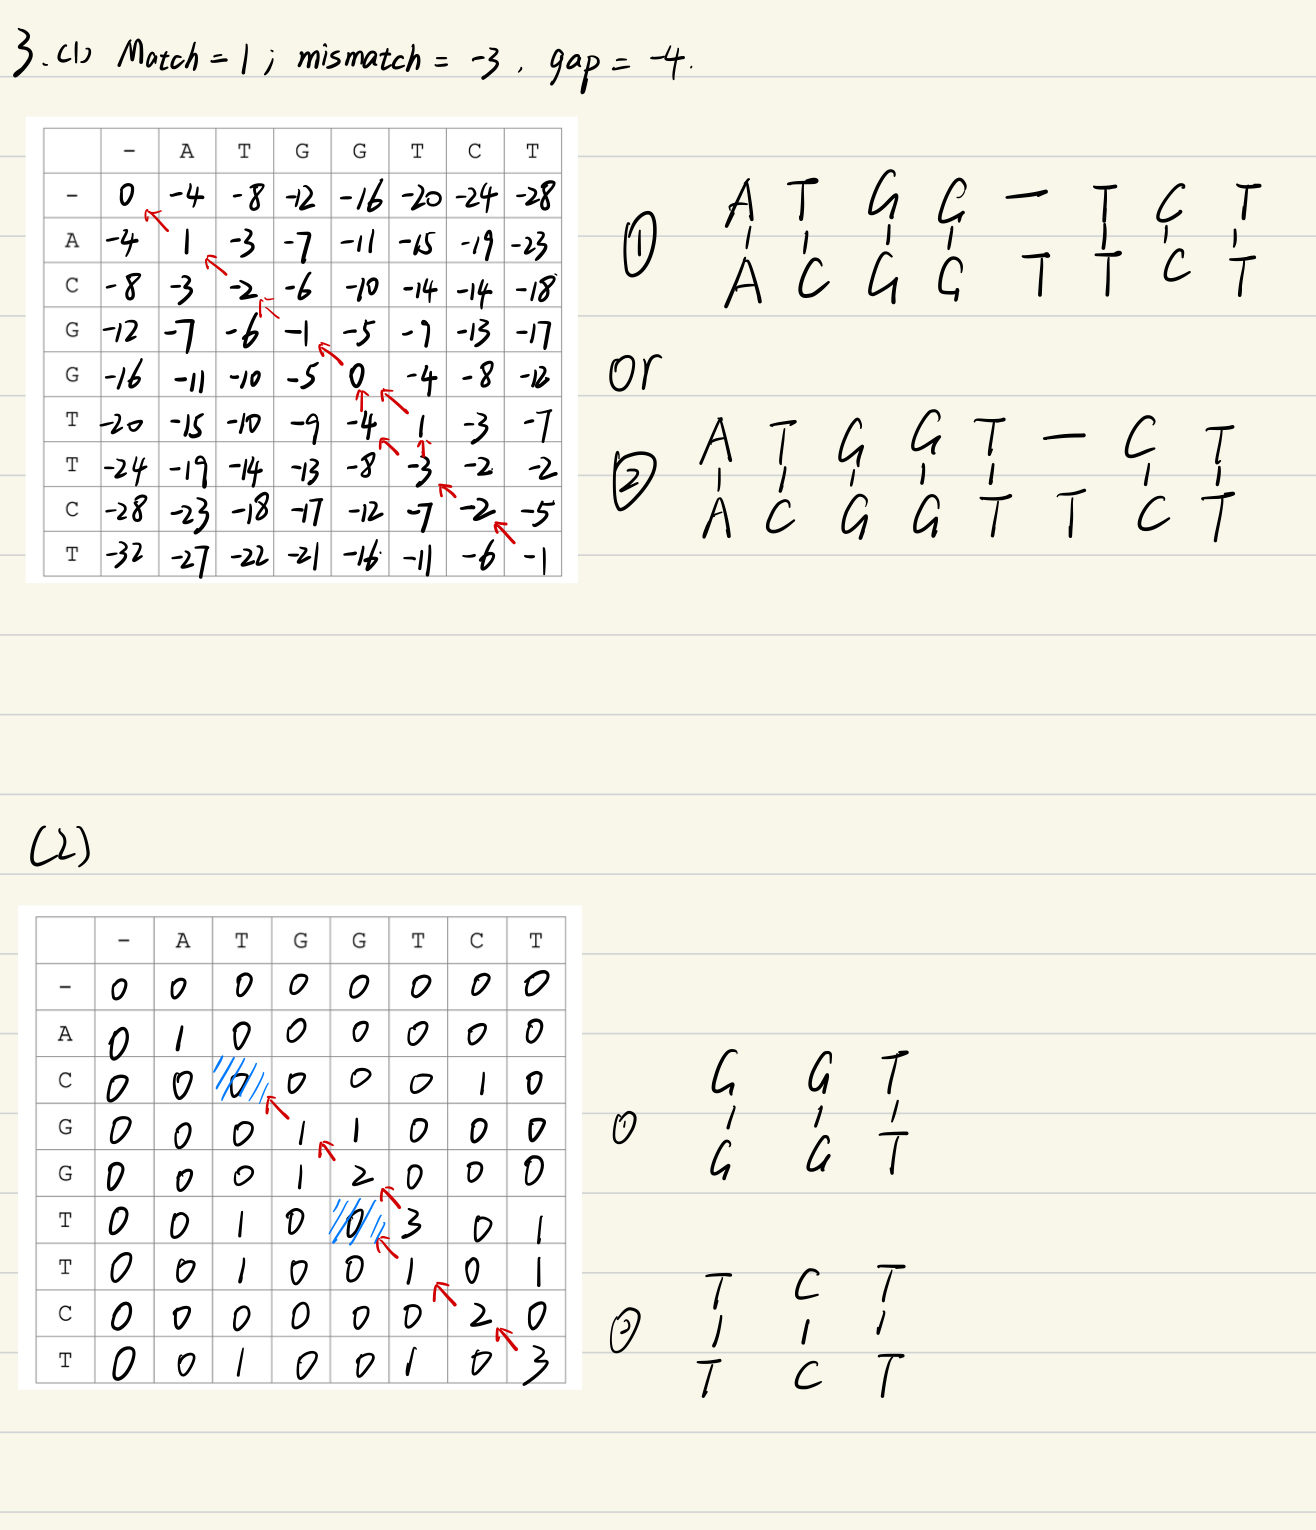 3.(1) Match = 1 ; mismatch = -3 , gap = -4.
- A T G G T C T
- 0 -4 -8 -12 -16 -20 -24 -28
A -4 1 -3 -7 -11 -15 -19 -23
C -8 -3 -2 -6 -10 -14 -14 -18
G -12 -7 -6 -1 -5 -9 -13 -17
G -16 -11 -10 -5 0 -4 -8 -12
T -20 -15 -10 -9 -4 1 -3 -7
T -24 -19 -14 -13 -8 -3 -2 -2
C -28 -23 -18 -17 -12 -7 -2 -5
T -32 -27 -22 -21 -16 -11 -6 -1
① A T G G - T C T
A C G G T T C T
or
② A T G G T - C T
A C G G T T C T
(2)
- A T G G T C T
- 0 0 0 0 0 0 0 0
A 0 1 0 0 0 0 0 0
C 0 0 0 0 0 0 1 0
G 0 0 0 1 1 0 0 0
G 0 0 0 1 2 0 0 0
T 0 0 1 0 0 3 0 1
T 0 0 1 0 0 1 0 1
C 0 0 0 0 0 0 2 0
T 0 0 1 0 0 1 0 3
① G G T
G G T
② T C T
T C T